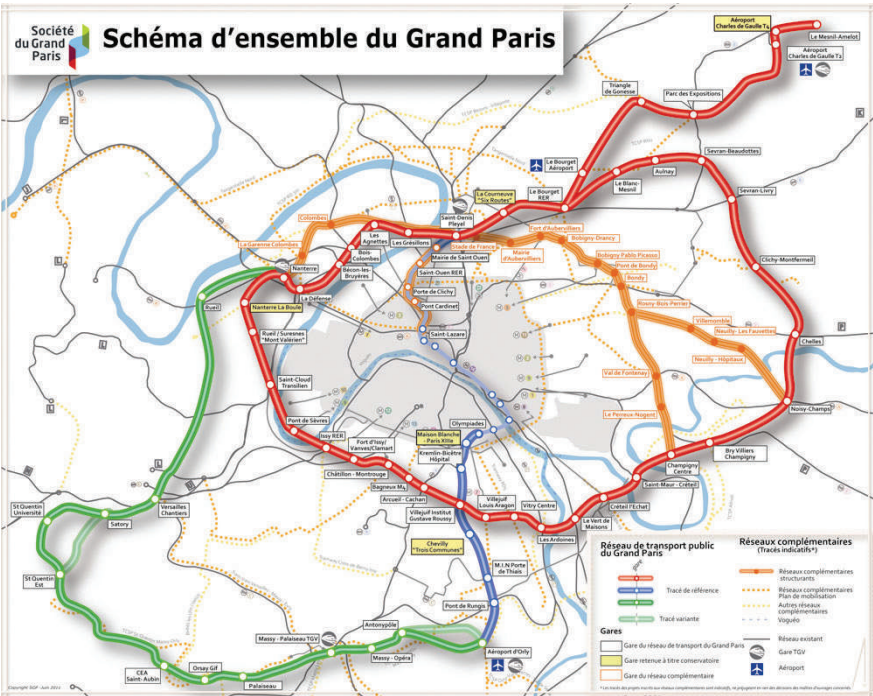 Société
du Grand
Paris
Schéma d'ensemble du Grand Paris
Aéroport
Charles de Gaulle T4
Le Mesnil-Amelot
Aéroport
Charles de Gaulle T2
Triangle
de Gonesse
Parc des Expositions
Le Bourget
Aéroport
Sevran-Beaudottes
La Courneuve
"Six Routes"
Le Bourget
RER
Le Blanc-
Mesnil
Aulnay
Sevran-Livry
Colombes
Les
Agnettes
Saint-Denis
Pleyel
Fort d'Aubervilliers
La Garenne Colombes
Les Grésillons
Stade de France
Bobigny-Drancy
Bois-
Colombes
Mairie de Saint Ouen
Mairie
d'Aubervilliers
Bobigny Pablo Picasso
Clichy-Montfermeil
Nanterre
Bécon-les-
Bruyères
Saint-Ouen RER
Pont de Bondy
Bondy
Porte de Clichy
La Défense
Pont Cardinet
Rueil
Nanterre La Boule
Rosny-Bois-Perrier
Villemomble
Rueil / Suresnes
"Mont Valérien"
Saint-Lazare
Neuilly - Les Fauvettes
Chelles
Neuilly - Hôpitaux
Saint-Cloud
Transilien
Val de Fontenay
Noisy-Champs
Le Perreux-Nogent
Pont de Sèvres
Olympiades
Issy RER
Maison Blanche
- Paris XIIIe
Fort d'Issy/
Vanves/Clamart
Kremlin-Bicêtre
Hôpital
Bry Villiers
Champigny
Champigny
Centre
Châtillon - Montrouge
Saint-Maur - Créteil
Bagneux M4
Arcueil - Cachan
Villejuif
Louis Aragon
Vitry Centre
Créteil l'Echat
Villejuif Institut
Gustave Roussy
Le Vert de
Maisons
Les Ardoines
St Quentin
Université
Satory
Versailles
Chantiers
Chevilly
"Trois Communes"
M.I.N Porte
de Thiais
St Quentin
Est
Pont de Rungis
Antonypôle
Massy - Palaiseau TGV
Aéroport d'Orly
Massy - Opéra
CEA
Saint-Aubin
Orsay Gif
Palaiseau
Réseau de transport public
du Grand Paris
gare
Tracé de référence
Tracé variante
Gares
Gare du réseau de transport du Grand Paris
Gare retenue à titre conservatoire
Gare du réseau complémentaire
Réseaux complémentaires
(Tracés indicatifs*)
Réseaux complémentaires
structurants
Réseaux complémentaires
Plan de mobilisation
Autres réseaux
complémentaires
Voguéo
Réseau existant
Gare TGV
Aéroport
Copyright SGP - Juin 2011